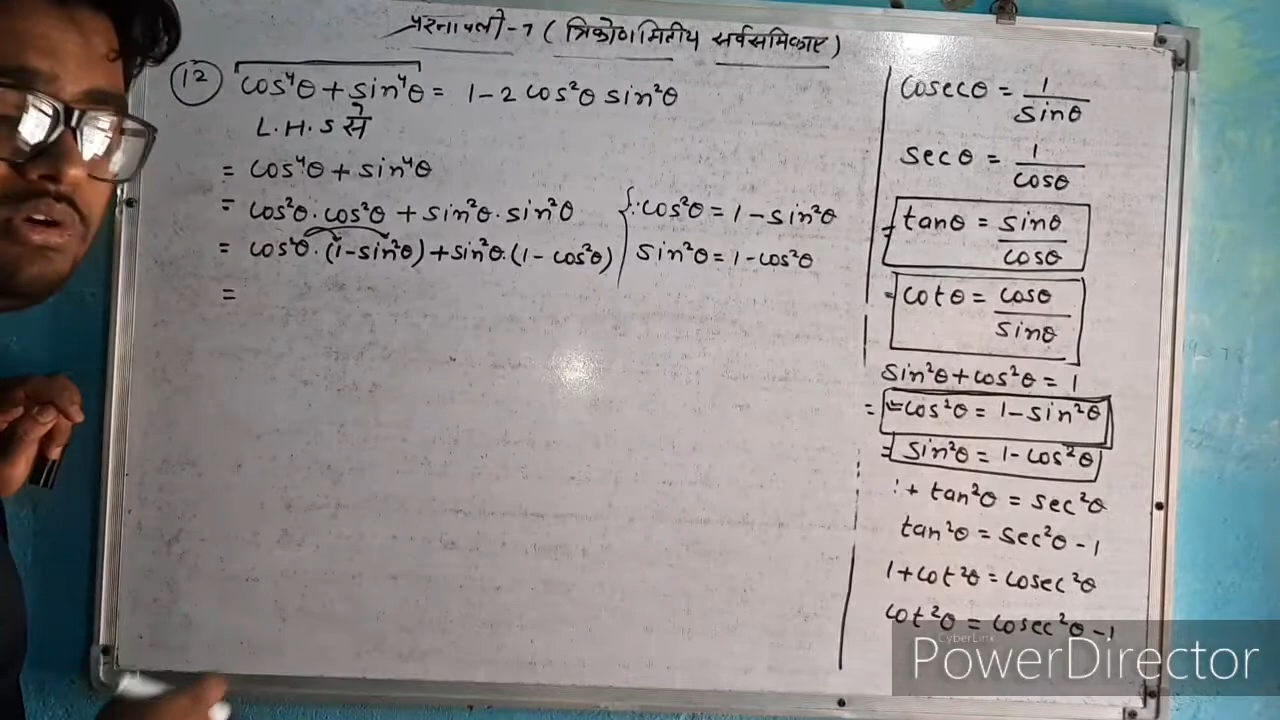 प्रश्नावली-7 (त्रिकोणमितीय सर्वसमिकाए)
12 cos⁴θ + sin⁴θ = 1 - 2 cos²θ sin²θ
L.H.S से
= cos⁴θ + sin⁴θ
= cos²θ.cos²θ + sin²θ.sin²θ {∵cos²θ = 1 - sin²θ
= cos²θ.(1-sin²θ) + sin²θ.(1 - cos²θ) sin²θ = 1 - cos²θ
=
cosecθ = 1/sinθ
secθ = 1/cosθ
tanθ = sinθ/cosθ
cotθ = cosθ/sinθ
sin²θ + cos²θ = 1
= cos²θ = 1 - sin²θ
= sin²θ = 1 - cos²θ
1 + tan²θ = sec²θ
tan²θ = sec²θ - 1
1 + cot²θ = cosec²θ
cot²θ = cosec²θ - 1
CyberLink
PowerDirector